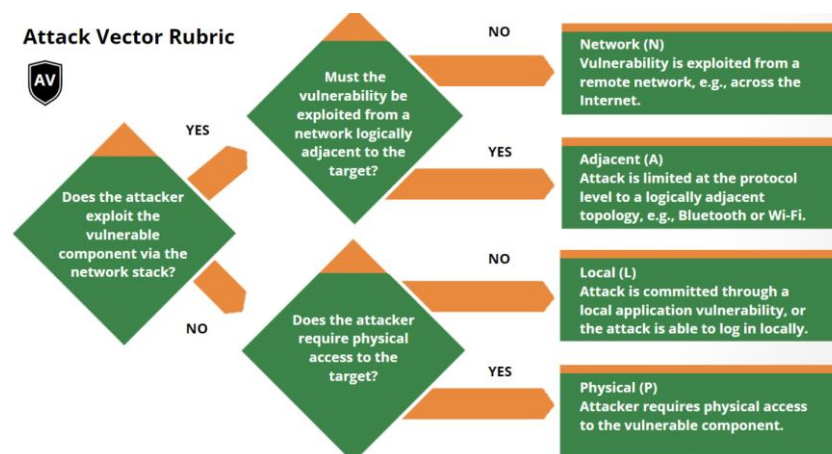 Attack Vector Rubric
AV
Does the attacker
exploit the
vulnerable
component via the
network stack?
YES
NO
Must the
vulnerability be
exploited from a
network logically
adjacent to the
target?
NO
YES
Does the attacker
require physical
access to the
target?
NO
YES
Network (N)
Vulnerability is exploited from a
remote network, e.g., across the
Internet.
Adjacent (A)
Attack is limited at the protocol
level to a logically adjacent
topology, e.g., Bluetooth or Wi-Fi.
Local (L)
Attack is committed through a
local application vulnerability, or
the attack is able to log in locally.
Physical (P)
Attacker requires physical access
to the vulnerable component.